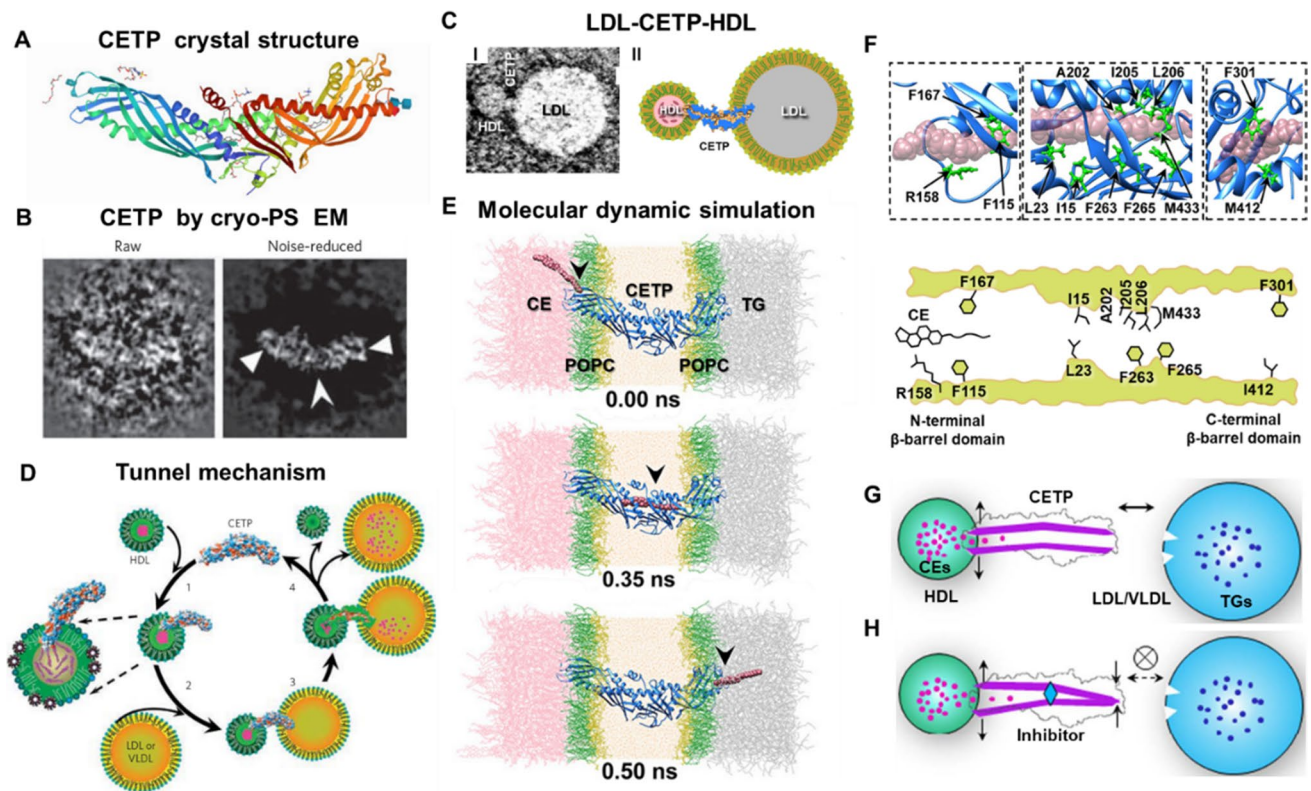 A
CETP crystal structure
B
CETP by cryo-PS EM
Raw
Noise-reduced
C
LDL-CETP-HDL
I
CETP
HDL
LDL
II
HDL
CETP
LDL
D
Tunnel mechanism
HDL
CETP
1
4
2
3
LDL or
VLDL
E
Molecular dynamic simulation
CE
CETP
TG
POPC
POPC
0.00 ns
0.35 ns
0.50 ns
F
F167
R158
F115
A202
I205
L206
L23
I15
F263
F265
M433
F301
M412
F167
I15
A202
I205
L206
M433
F301
CE
R158
F115
L23
F263
F265
I412
N-terminal
β-barrel domain
C-terminal
β-barrel domain
G
CETP
CEs
HDL
LDL/VLDL
TGs
H
Inhibitor